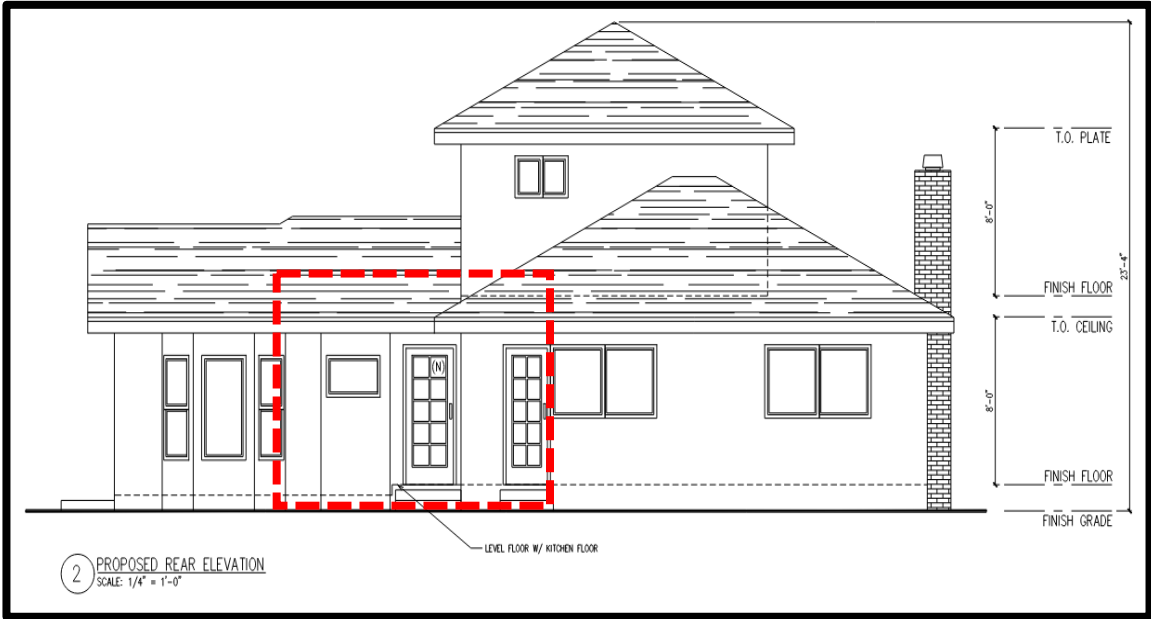 T.O. PLATE
8'-0"
23'-4"
FINISH FLOOR
T.O. CEILING
(N)
8'-0"
FINISH FLOOR
FINISH GRADE
LEVEL FLOOR W/ KITCHEN FLOOR
2
PROPOSED REAR ELEVATION
SCALE: 1/4" = 1'-0"